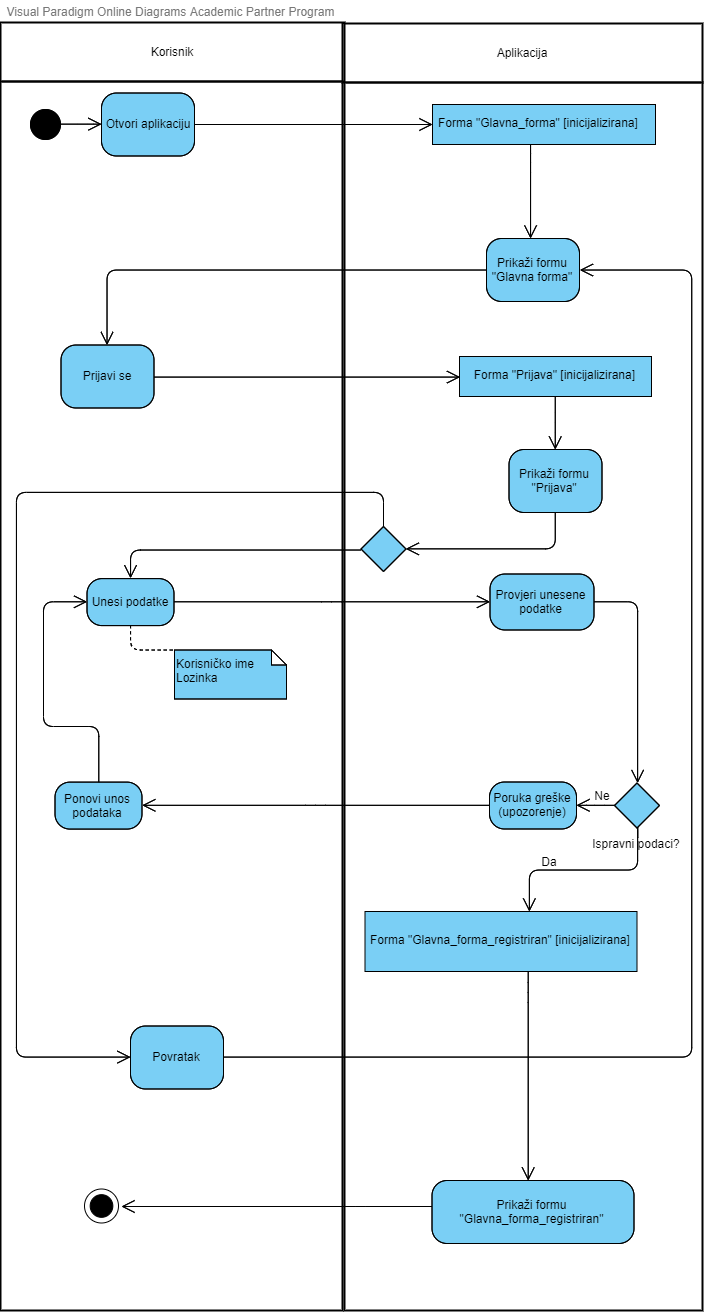 Visual Paradigm Online Diagrams Academic Partner Program
Korisnik
Aplikacija
Otvori aplikaciju
Forma "Glavna_forma" [inicijalizirana]
Prikaži formu
"Glavna forma"
Prijavi se
Forma "Prijava" [inicijalizirana]
Prikaži formu
"Prijava"
Unesi podatke
Provjeri unesene
podatke
Korisničko ime
Lozinka
Ponovi unos
podataka
Poruka greške
(upozorenje)
Ne
Ispravni podaci?
Da
Forma "Glavna_forma_registriran" [inicijalizirana]
Povratak
Prikaži formu
"Glavna_forma_registriran"